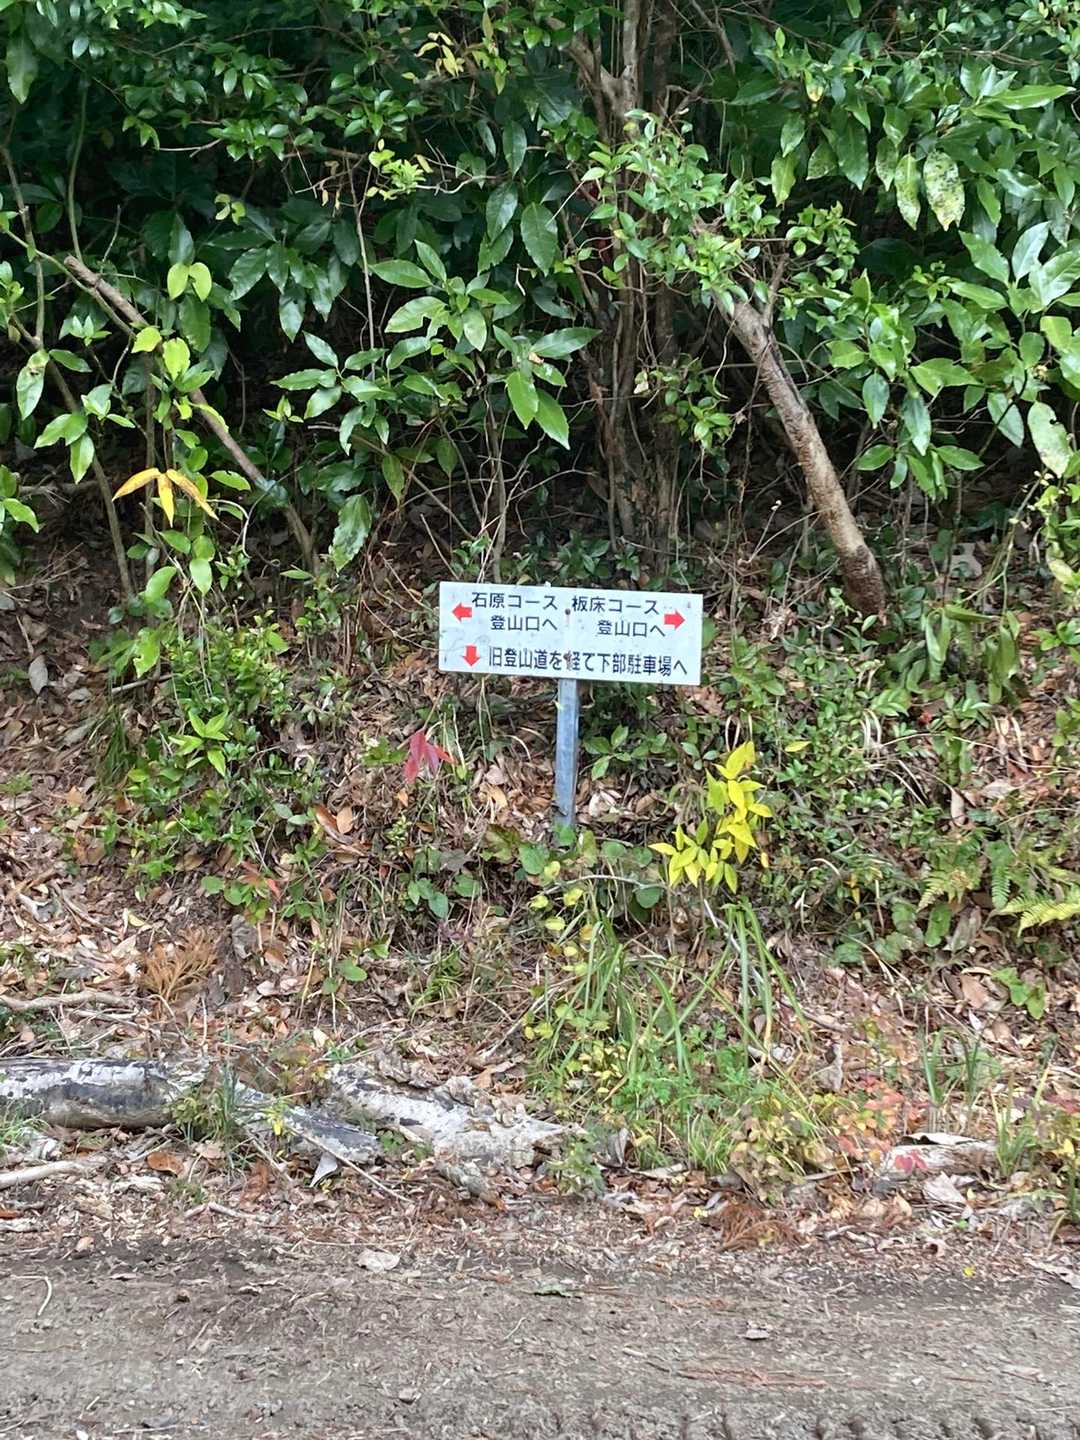 ← 石原コース 板床コース →
登山口へ 登山口へ
↓ 旧登山道を経て下部駐車場へ